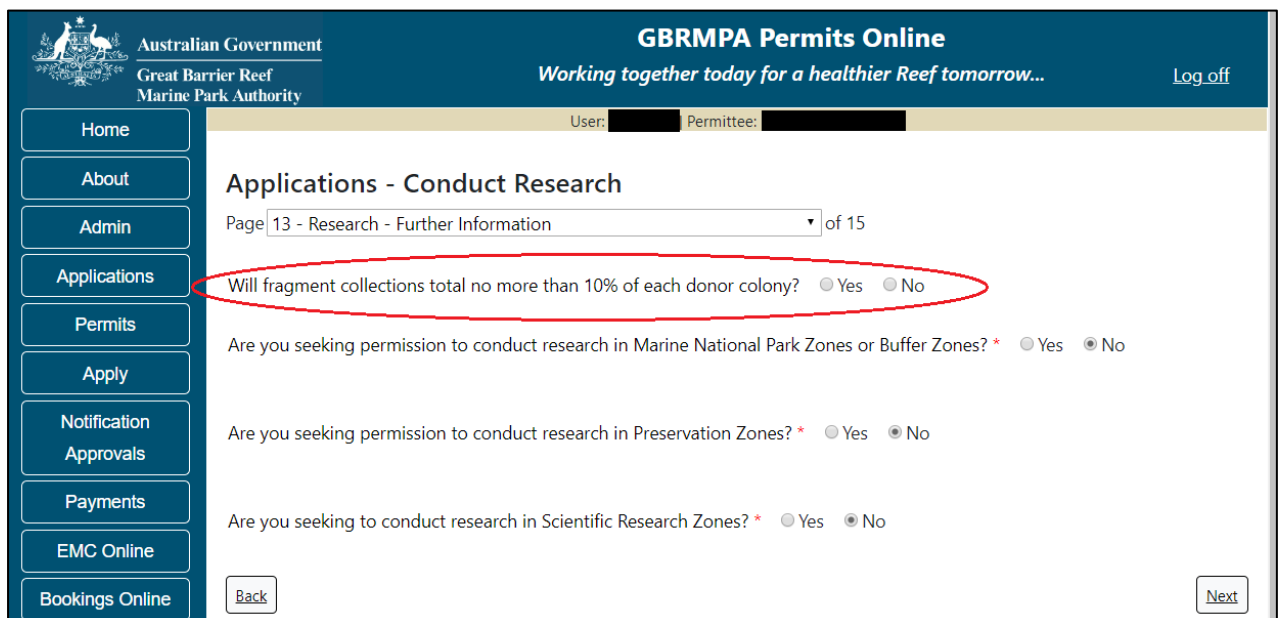 Australian Government
Great Barrier Reef
Marine Park Authority
GBRMPA Permits Online
Working together today for a healthier Reef tomorrow...
Log off
User: Permittee:
Home
About
Admin
Applications
Permits
Apply
Notification
Approvals
Payments
EMC Online
Bookings Online
Applications - Conduct Research
Page 13 - Research - Further Information of 15
Will fragment collections total no more than 10% of each donor colony? Yes No
Are you seeking permission to conduct research in Marine National Park Zones or Buffer Zones? * Yes No
Are you seeking permission to conduct research in Preservation Zones? * Yes No
Are you seeking to conduct research in Scientific Research Zones? * Yes No
Back
Next